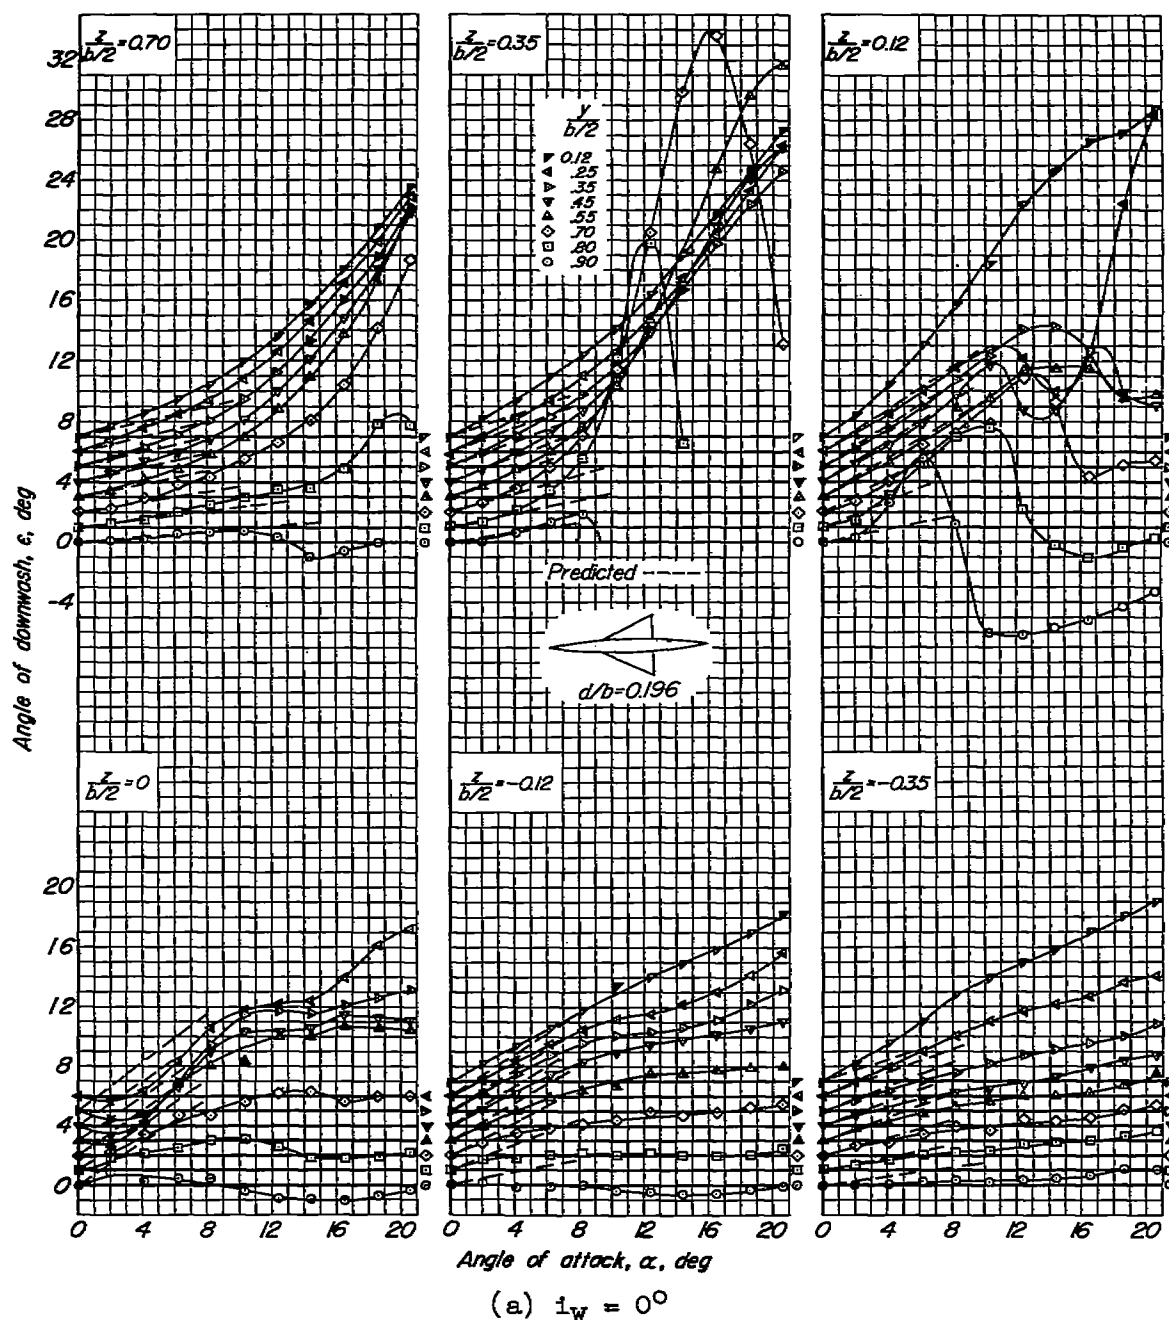 z/b/2 = 0.70
z/b/2 = 0.35
z/b/2 = 0.12
32
28
24
20
16
12
8
4
0
-4
y/b/2
0.12
.25
.35
.45
.55
.70
.80
.90
Predicted -----
d/b=0.196
Angle of downwash, ε, deg
z/b/2 = 0
z/b/2 = -0.12
z/b/2 = -0.35
20
16
12
8
4
0
0 4 8 12 16 20 0 4 8 12 16 20 0 4 8 12 16 20
Angle of attack, α, deg
(a) iw = 0°